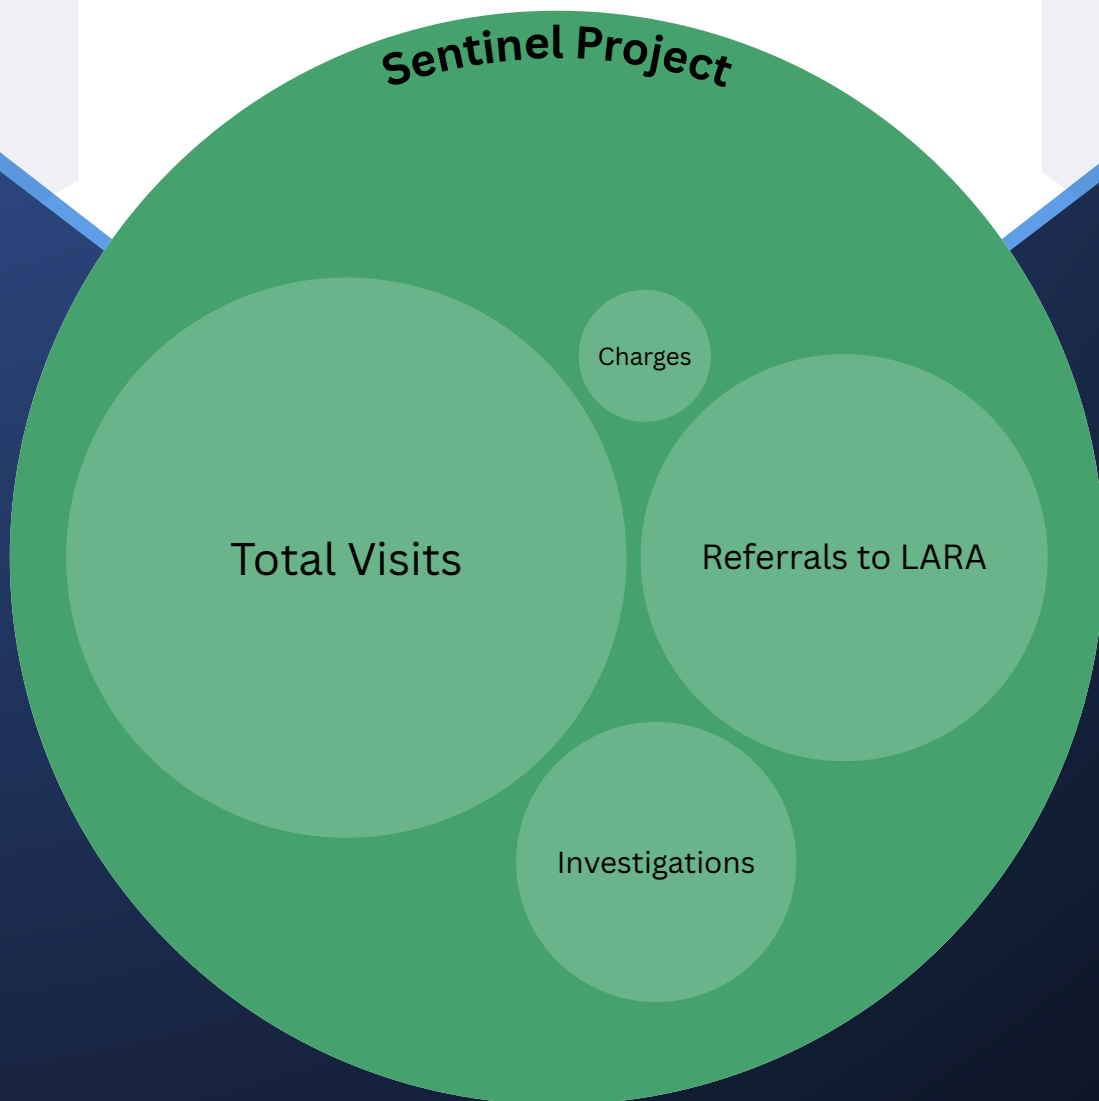 Sentinel Project
Charges
Total Visits
Referrals to LARA
Investigations